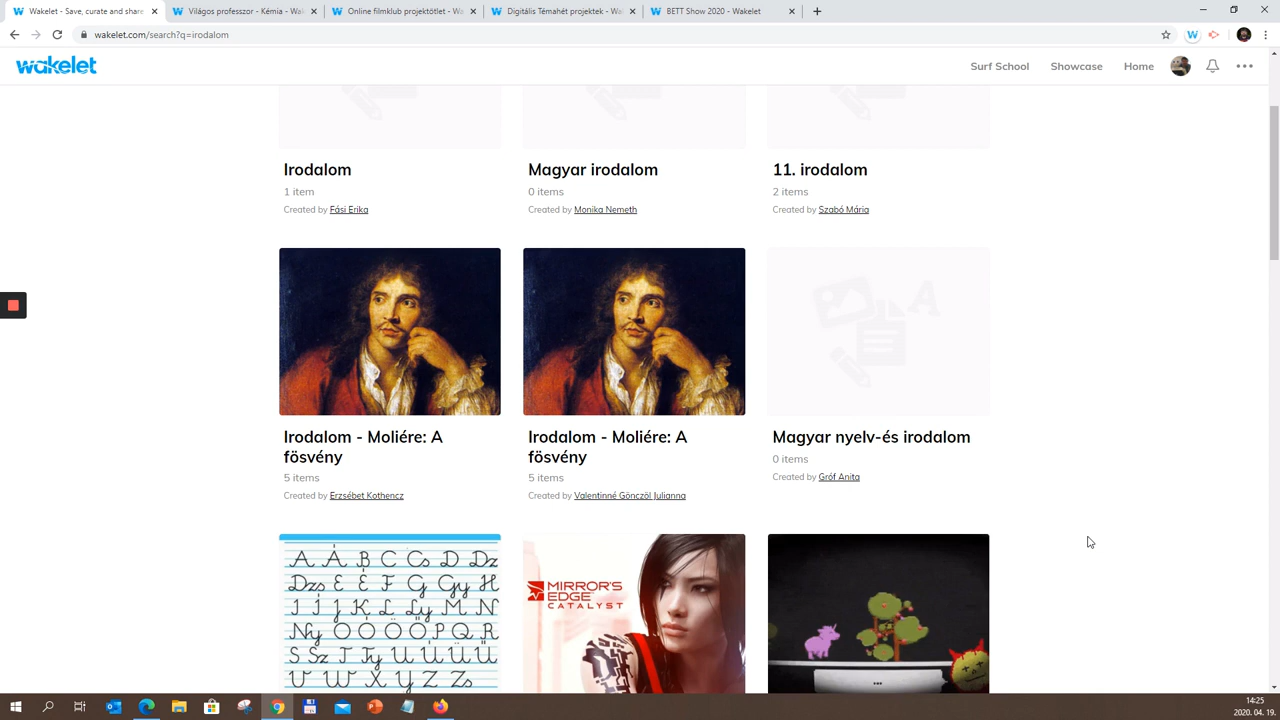 Wakelet - Save, curate and share
Világos professzor - Kémia - Wak
Online filmklub projektötlet - Wa
Digitális Témahét projektek - Wa
BETT Show 2020 - Wakelet
wakelet.com/search?q=irodalom
wakelet
Surf School
Showcase
Home
Irodalom
1 item
Created by Fási Erika
Magyar irodalom
0 items
Created by Monika Nemeth
11. irodalom
2 items
Created by Szabó Mária
Irodalom - Moliére: A
fösvény
5 items
Created by Erzsébet Kothencz
Irodalom - Moliére: A
fösvény
5 items
Created by Valentinné Gönczöl Julianna
Magyar nyelv-és irodalom
0 items
Created by Gróf Anita
A Á B C Cs D Dz
Dzs E É F G Gy H
I Í J K L Ly M N
Ny O Ó Ö Ő P Q R
S Sz T Ty U Ú Ü Ű
V W X Y Z Zs
MIRROR'S
EDGE
CATALYST
...
14:25
2020. 04. 19.